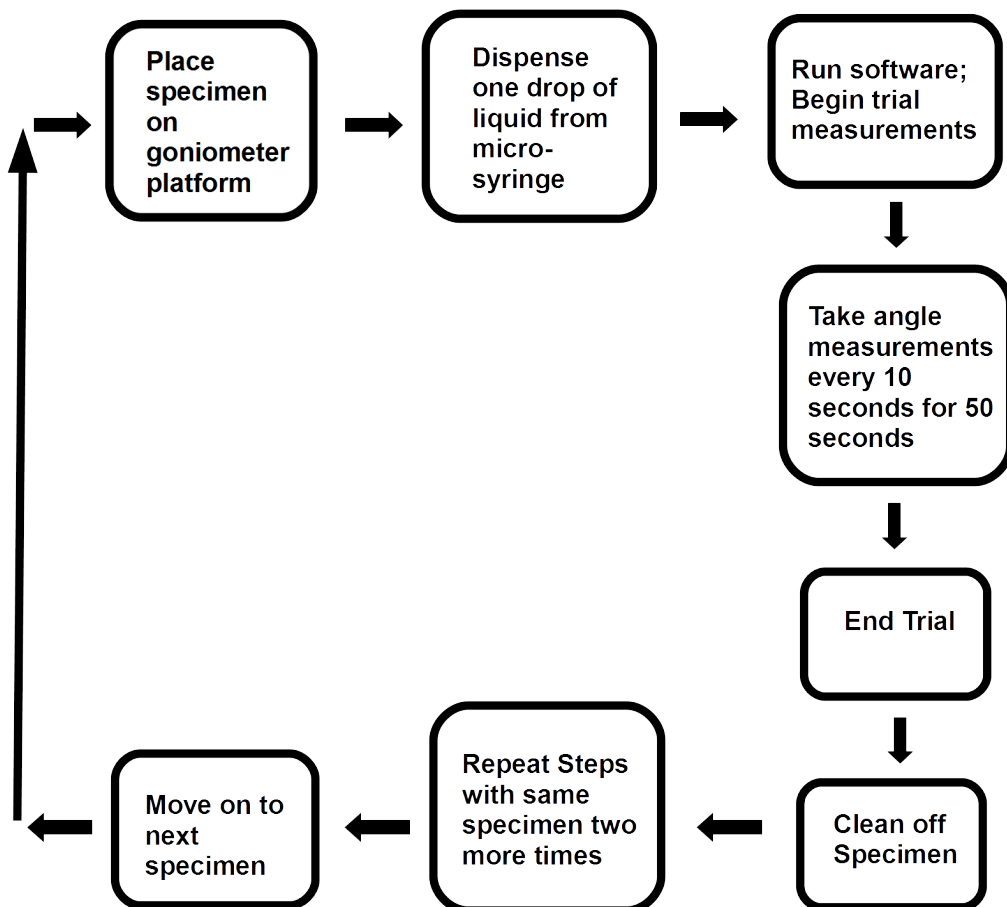 Place
specimen
on
goniometer
platform
Dispense
one drop of
liquid from
micro-
syringe
Run software;
Begin trial
measurements
Take angle
measurements
every 10
seconds for 50
seconds
End Trial
Clean off
Specimen
Repeat Steps
with same
specimen two
more times
Move on to
next
specimen